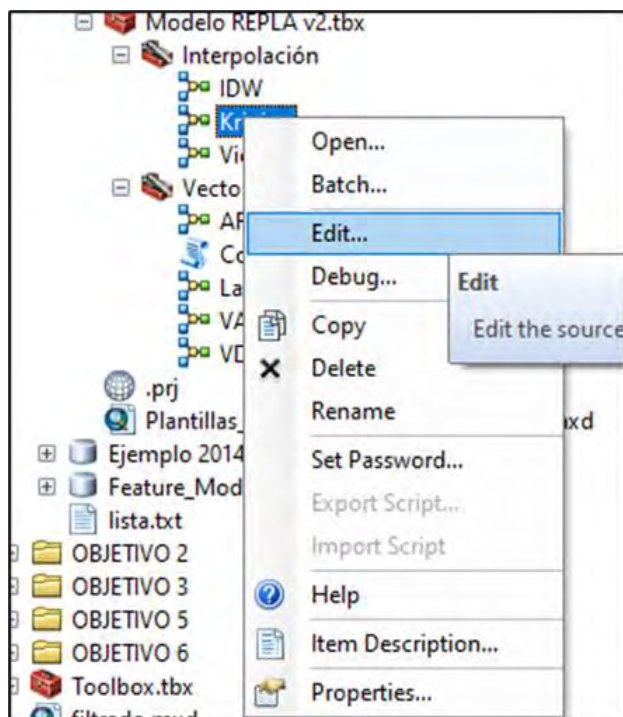 Modelo REPLA v2.tbx
Interpolación
IDW
Open...
Batch...
Edit...
Debug...
Edit
Edit the source
Copy
Delete
Rename
Set Password...
Export Script...
Import Script
Help
Item Description...
Properties...
.prj
Plantillas_
Ejemplo 2014
Feature_Mod
lista.txt
OBJETIVO 2
OBJETIVO 3
OBJETIVO 5
OBJETIVO 6
Toolbox.tbx